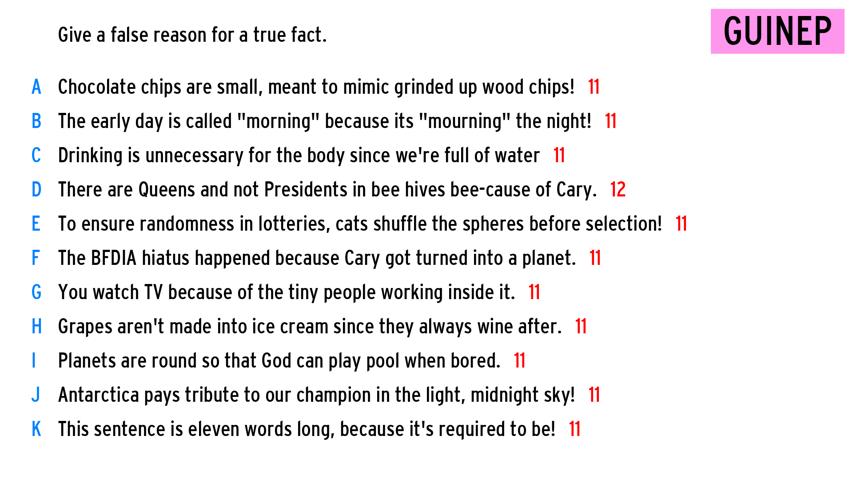 GUINEP
Give a false reason for a true fact.
A Chocolate chips are small, meant to mimic grinded up wood chips! 11
B The early day is called "morning" because its "mourning" the night! 11
C Drinking is unnecessary for the body since we're full of water 11
D There are Queens and not Presidents in bee hives bee-cause of Cary. 12
E To ensure randomness in lotteries, cats shuffle the spheres before selection! 11
F The BFDIA hiatus happened because Cary got turned into a planet. 11
G You watch TV because of the tiny people working inside it. 11
H Grapes aren't made into ice cream since they always wine after. 11
I Planets are round so that God can play pool when bored. 11
J Antarctica pays tribute to our champion in the light, midnight sky! 11
K This sentence is eleven words long, because it's required to be! 11